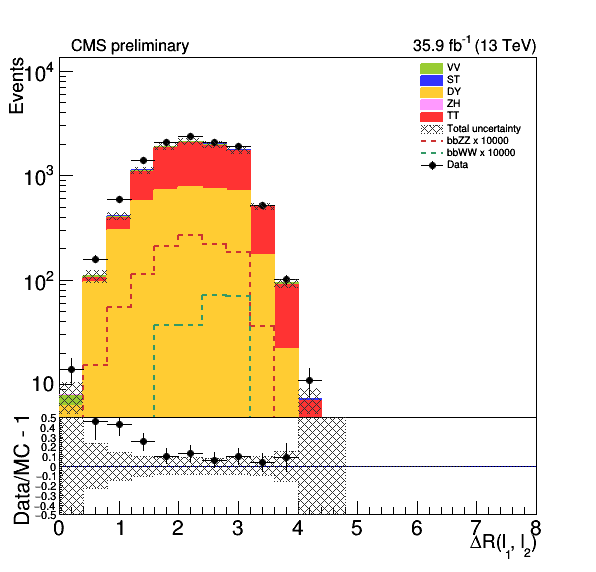 CMS preliminary 35.9 fb⁻¹ (13 TeV)
Events
10⁴
10³
10²
10
VV
ST
DY
ZH
TT
Total uncertainty
bbZZ x 10000
bbWW x 10000
Data
Data/MC - 1
0.5
0.4
0.3
0.2
0.1
0
−0.1
−0.2
−0.3
−0.4
−0.5
0 1 2 3 4 5 6 7 8
ΔR(l₁, l₂)